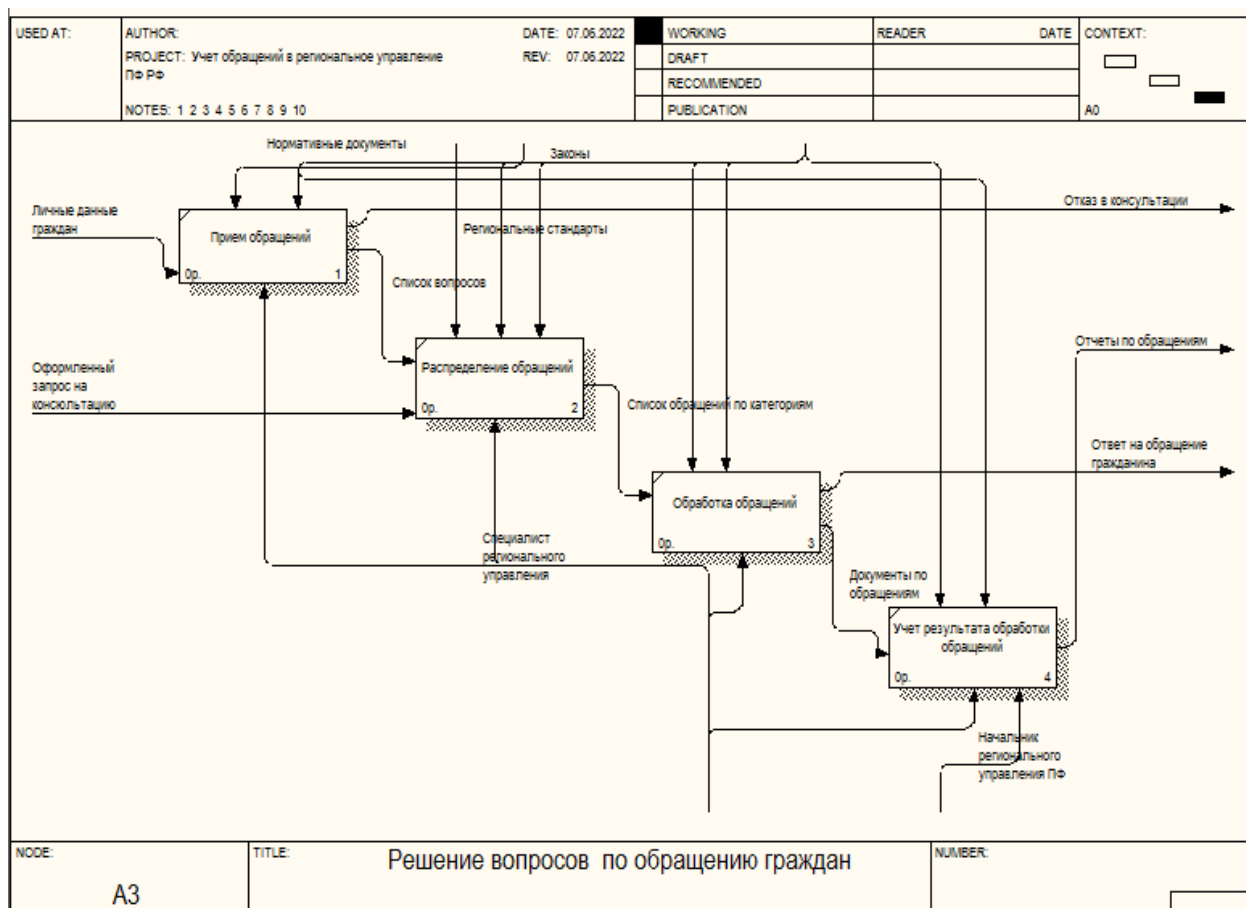 USED AT:
AUTHOR:
DATE: 07.06.2022
PROJECT: Учет обращений в региональное управление
ПФ РФ
REV: 07.06.2022
NOTES: 1 2 3 4 5 6 7 8 9 10
WORKING
DRAFT
RECOMMENDED
PUBLICATION
READER
DATE
CONTEXT:
A0
Нормативные документы
Законы
Личные данные
граждан
Прием обращений
0р.
1
Отказ в консультации
Региональные стандарты
Список вопросов
Оформленный
запрос на
консюльтацию
Распределение обращений
0р.
2
Отчеты по обращениям
Список обращений по категориям
Ответ на обращение
гражданина
Обработка обращений
0р.
3
Специалист
регионального
управления
Документы по
обращениям
Учет результата обработки
обращений
0р.
4
Начальник
регионального
управления ПФ
NODE:
A3
TITLE:
Решение вопросов по обращению граждан
NUMBER: